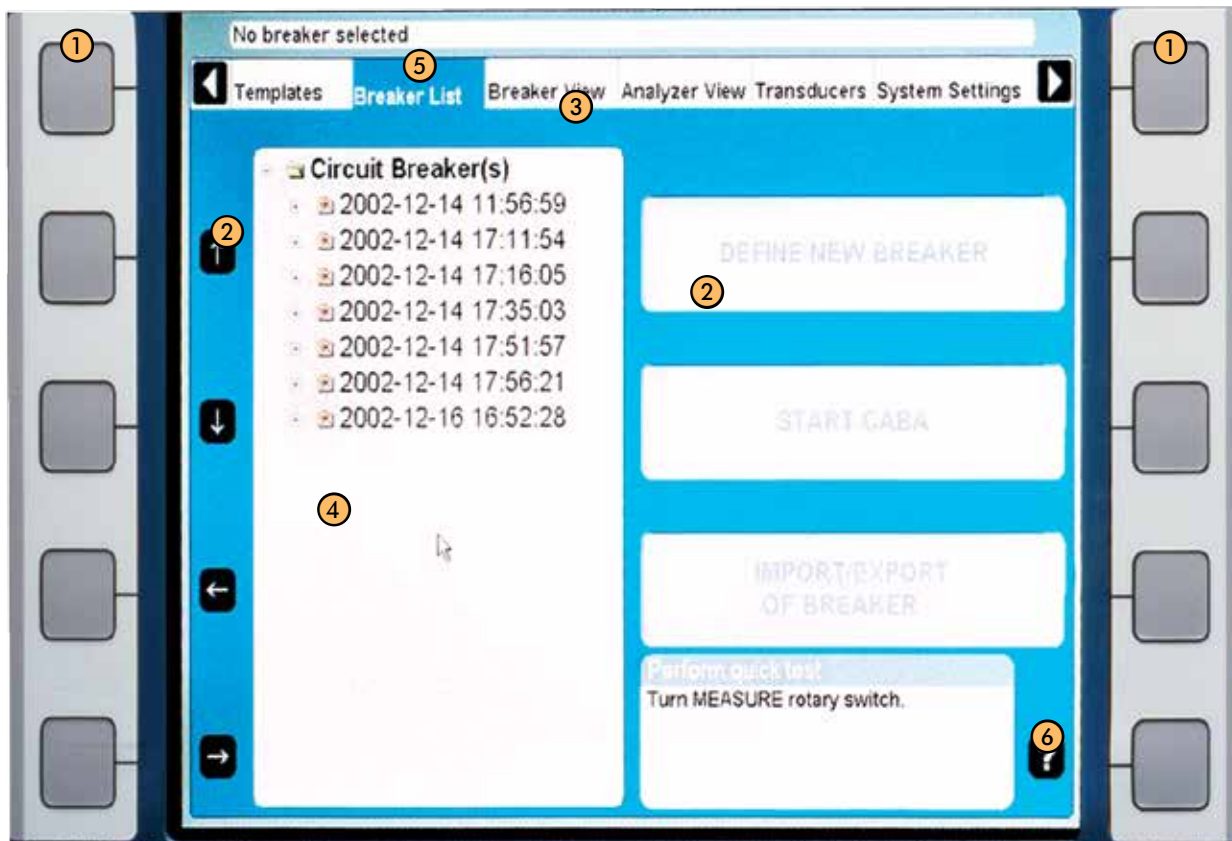 No breaker selected
Templates Breaker List Breaker View Analyzer View Transducers System Settings
Circuit Breaker(s)
2002-12-14 11:56:59
2002-12-14 17:11:54
2002-12-14 17:16:05
2002-12-14 17:35:03
2002-12-14 17:51:57
2002-12-14 17:56:21
2002-12-16 16:52:28
DEFINE NEW BREAKER
START CABA
IMPORT/EXPORT
OF BREAKER
Perform quick test
Turn MEASURE rotary switch.
?
1
1
2
2
3
4
5
6